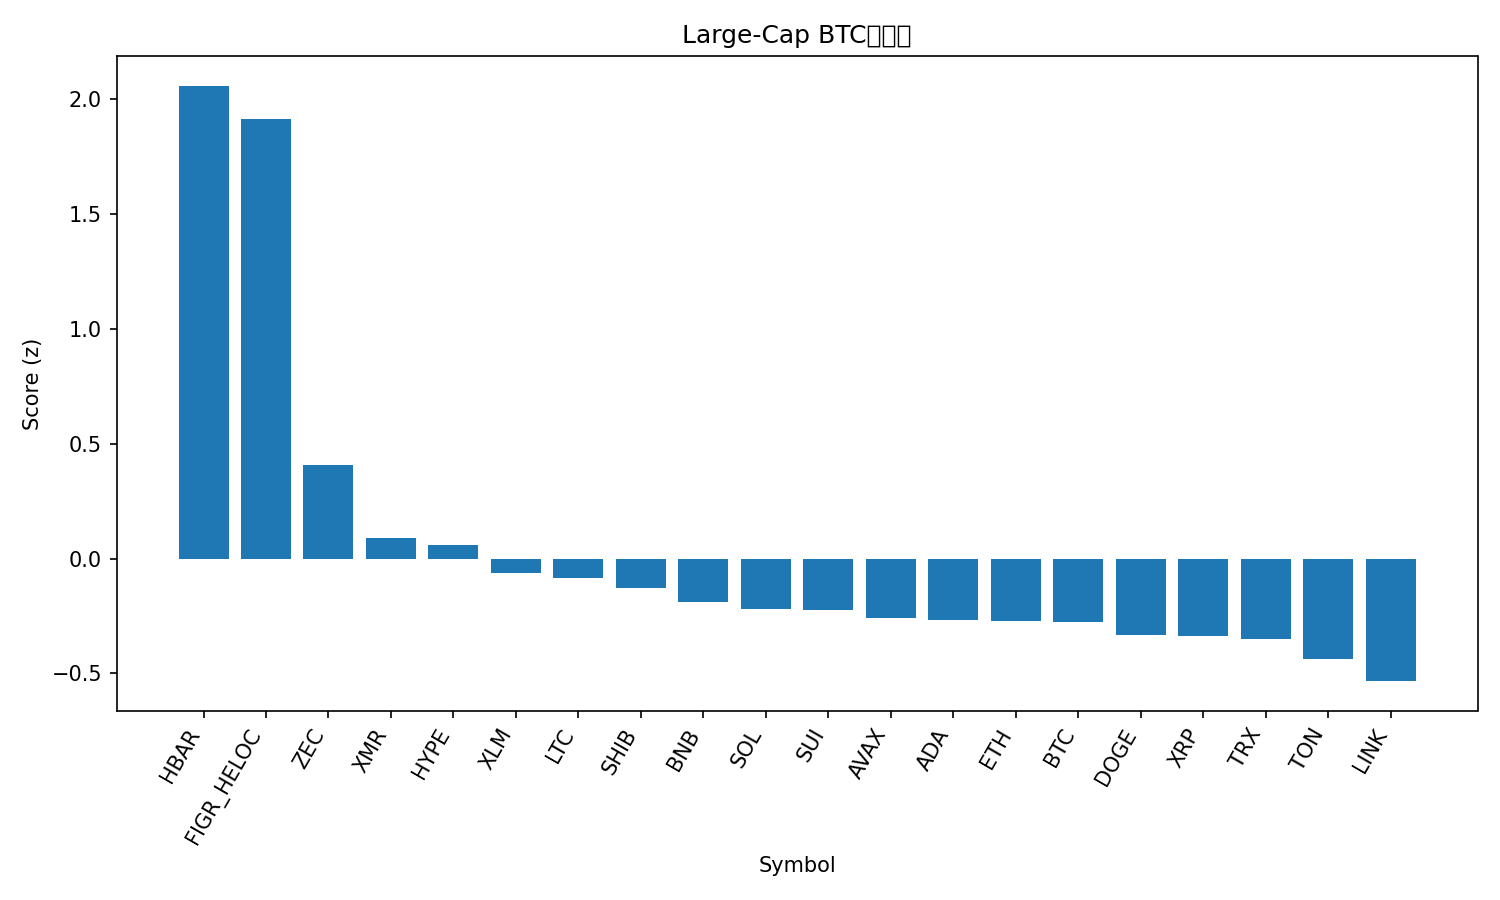 Large-Cap BTC
Score (z)
2.0
1.5
1.0
0.5
0.0
−0.5
HBAR
FIGR_HELOC
ZEC
XMR
HYPE
XLM
LTC
SHIB
BNB
SOL
SUI
AVAX
ADA
ETH
BTC
DOGE
XRP
TRX
TON
LINK
Symbol